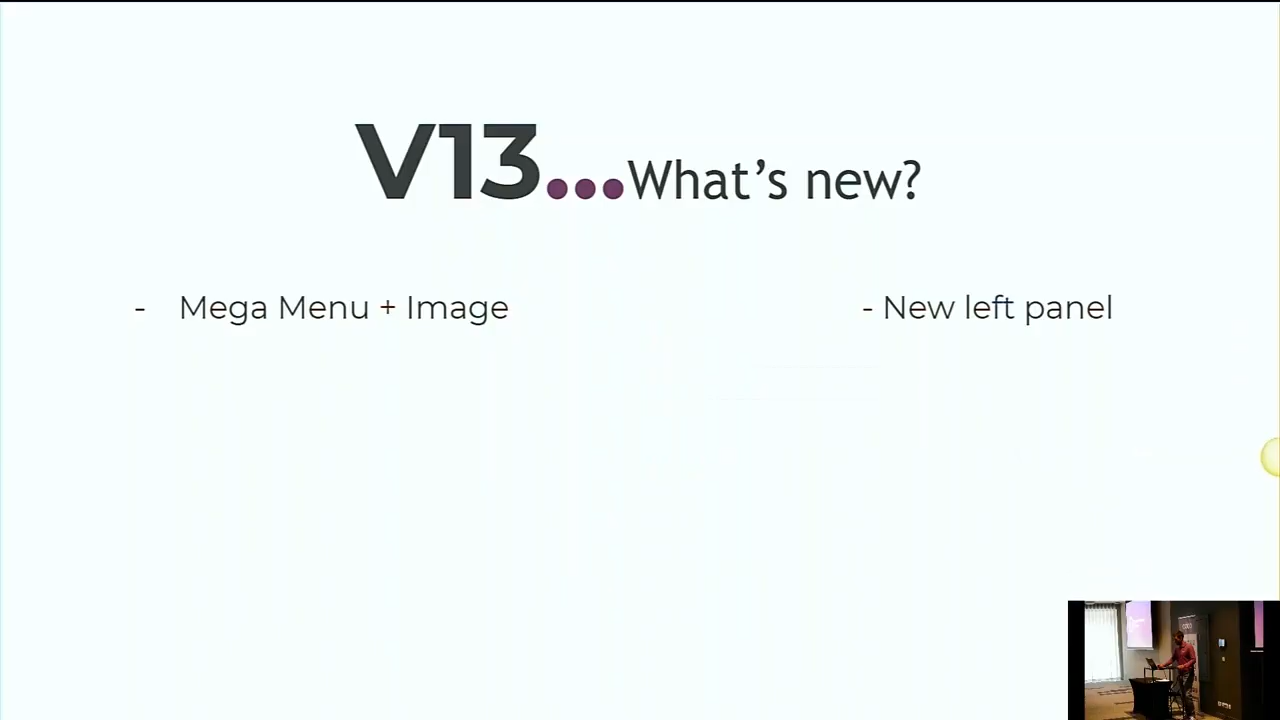 V13...What's new?
- Mega Menu + Image
- New left panel